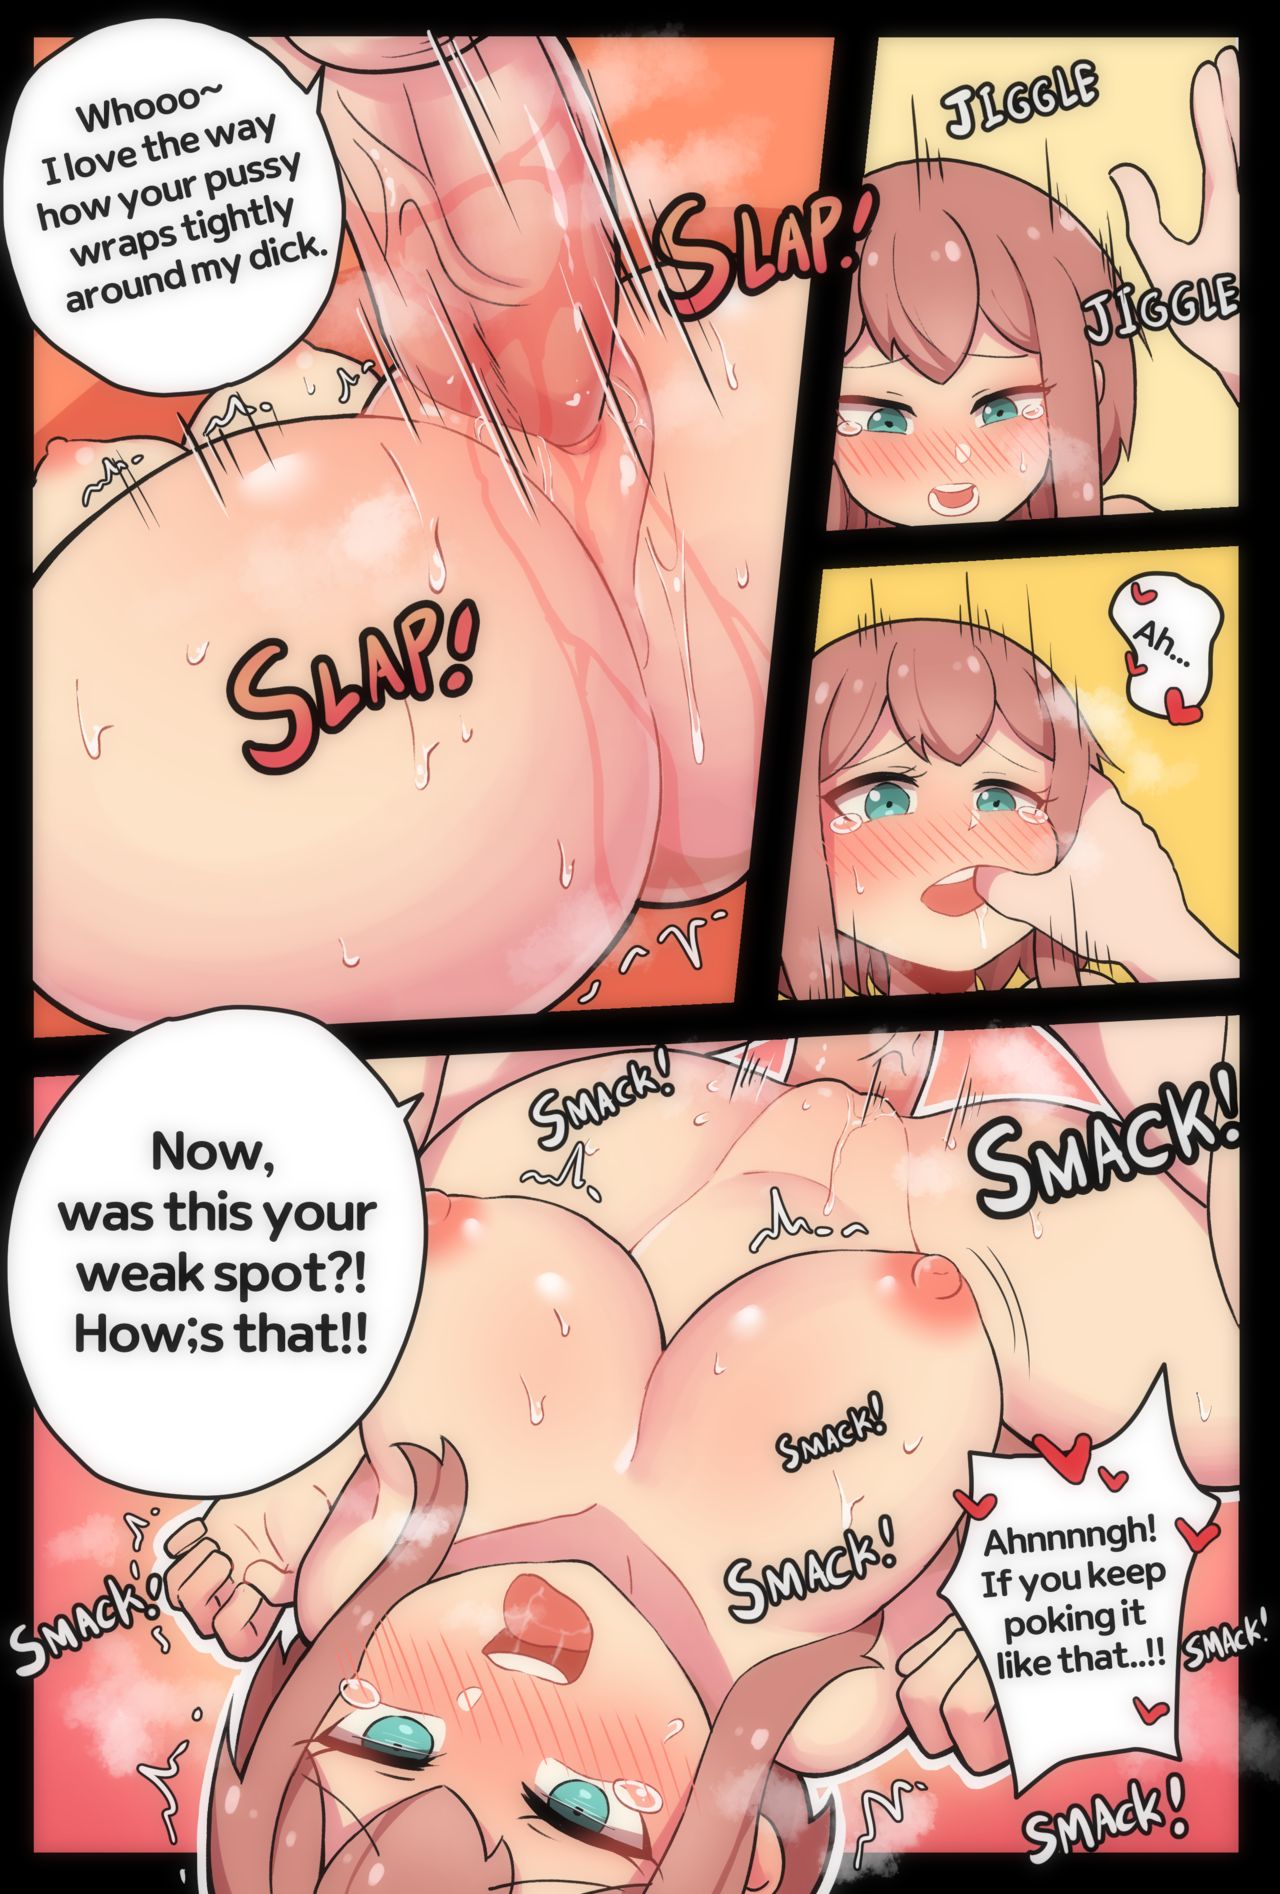 Whooo~
I love the way
how your pussy
wraps tightly
around my dick.
SLAP!
JIGGLE
JIGGLE
SLAP!
Ah...
Now,
was this your
weak spot?!
How;s that!!
SMACK!
SMACK!
SMACK!
SMACK!
SMACK!
Ahnnnngh!
If you keep
poking it
like that..!!
SMACK!
SMACK!